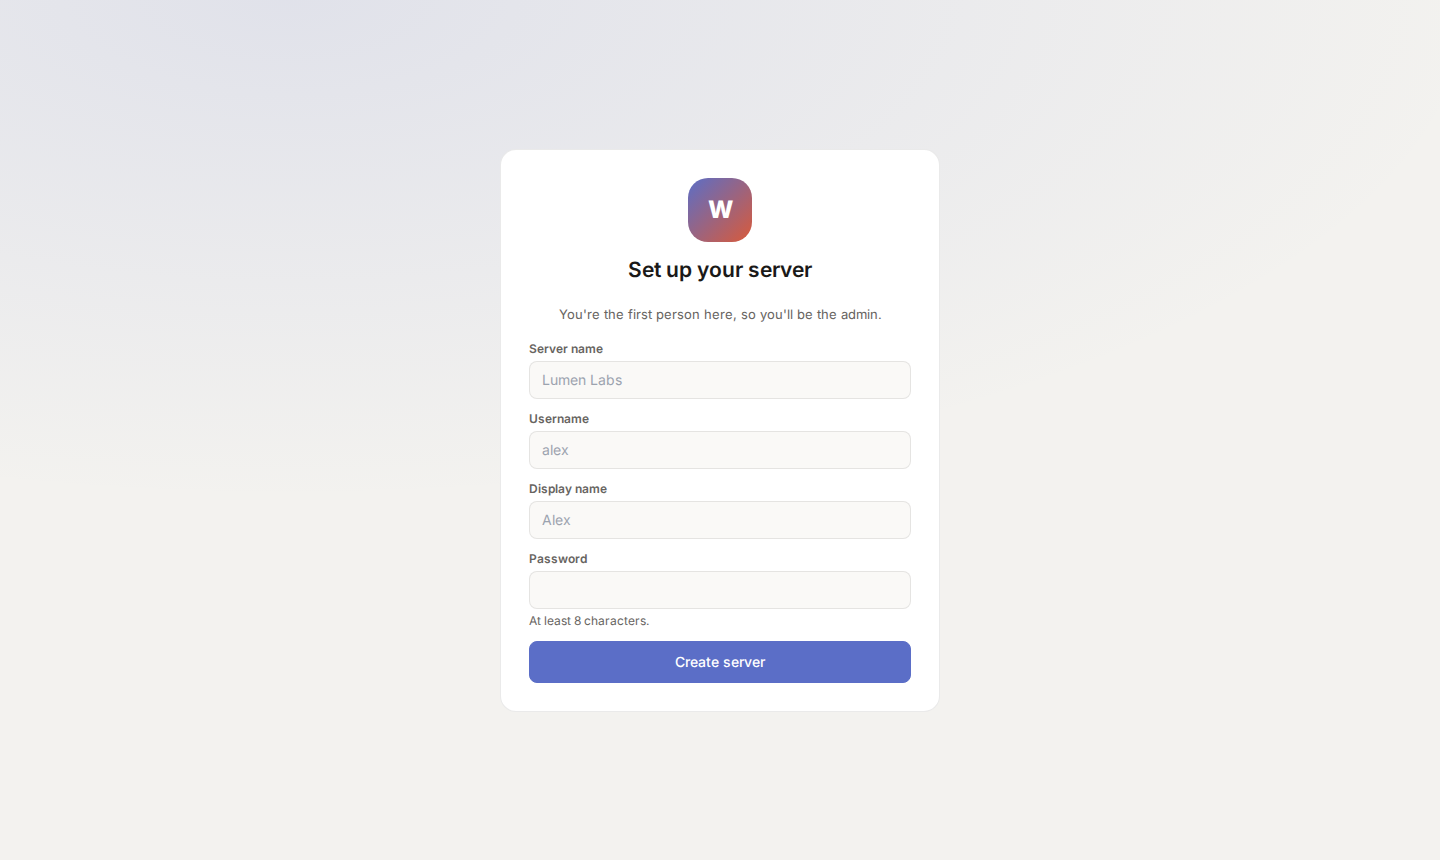 W
Set up your server
You're the first person here, so you'll be the admin.
Server name
Lumen Labs
Username
alex
Display name
Alex
Password
At least 8 characters.
Create server